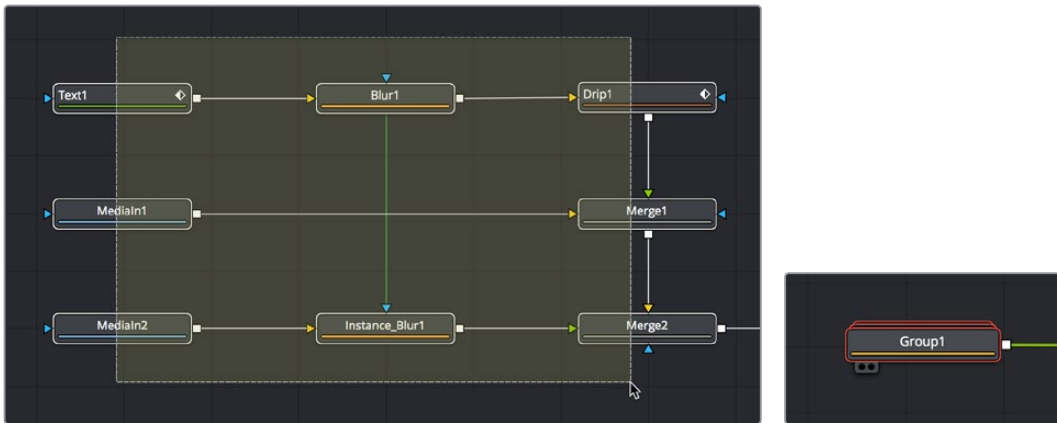 Text1
Blur1
Drip1
MediaIn1
Merge1
MediaIn2
Instance_Blur1
Merge2
Group1